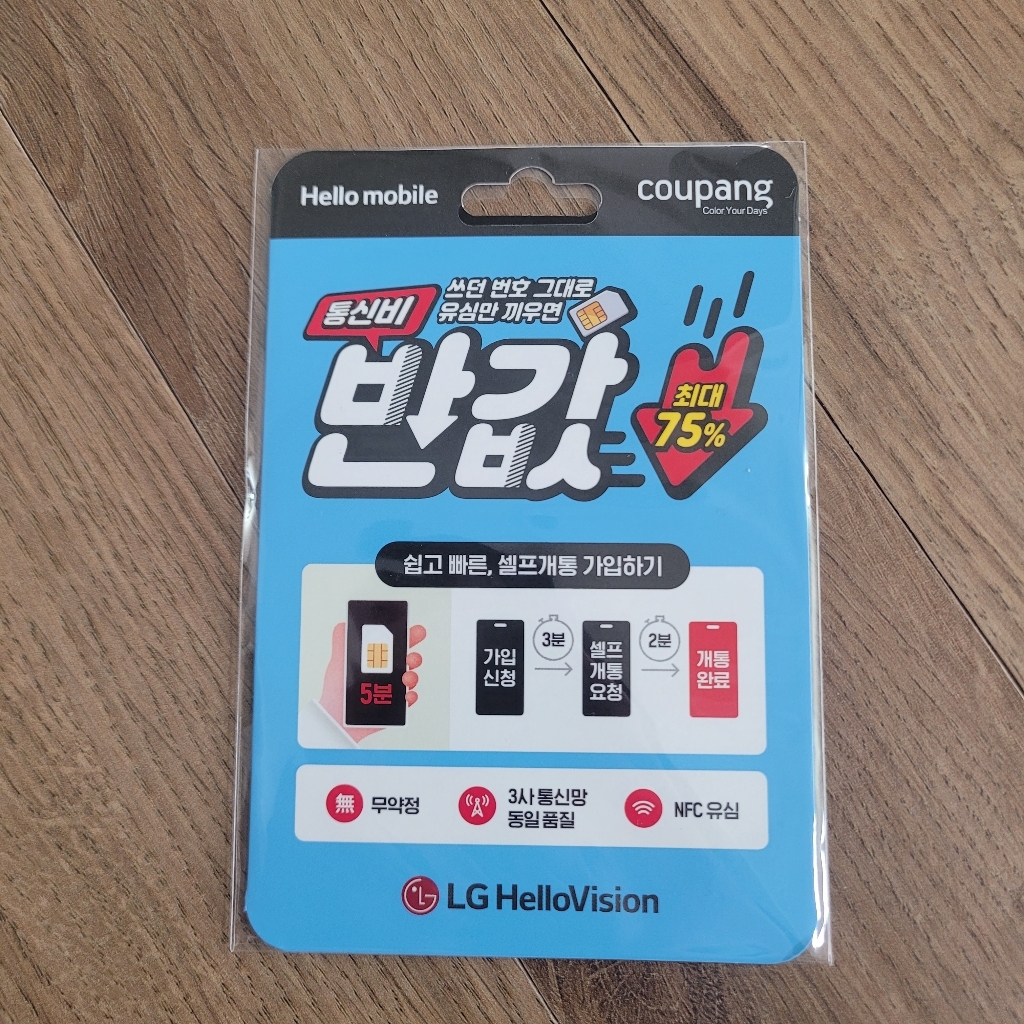 Hello mobile
coupang
Color Your Days
통신비
쓰던 번호 그대로
유심만 끼우면
반값
최대
75%
쉽고 빠른, 셀프개통 가입하기
5분
가입
신청
3분
셀프
개통
요청
2분
개통
완료
無 무약정
3사 통신망
동일 품질
NFC 유심
LG HelloVision